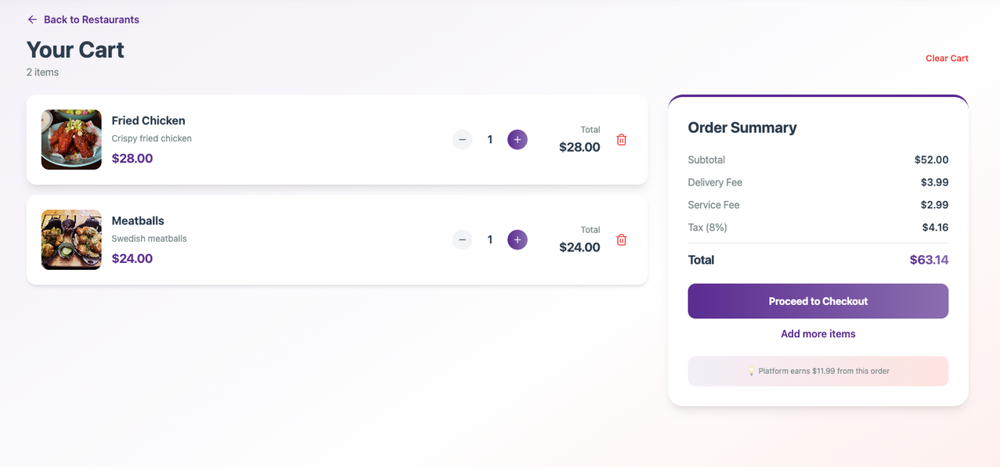 Back to Restaurants
Your Cart
2 items
Clear Cart
Fried Chicken
Crispy fried chicken
$28.00
1
Total
$28.00
Meatballs
Swedish meatballs
$24.00
1
Total
$24.00
Order Summary
Subtotal $52.00
Delivery Fee $3.99
Service Fee $2.99
Tax (8%) $4.16
Total $63.14
Proceed to Checkout
Add more items
💡 Platform earns $11.99 from this order